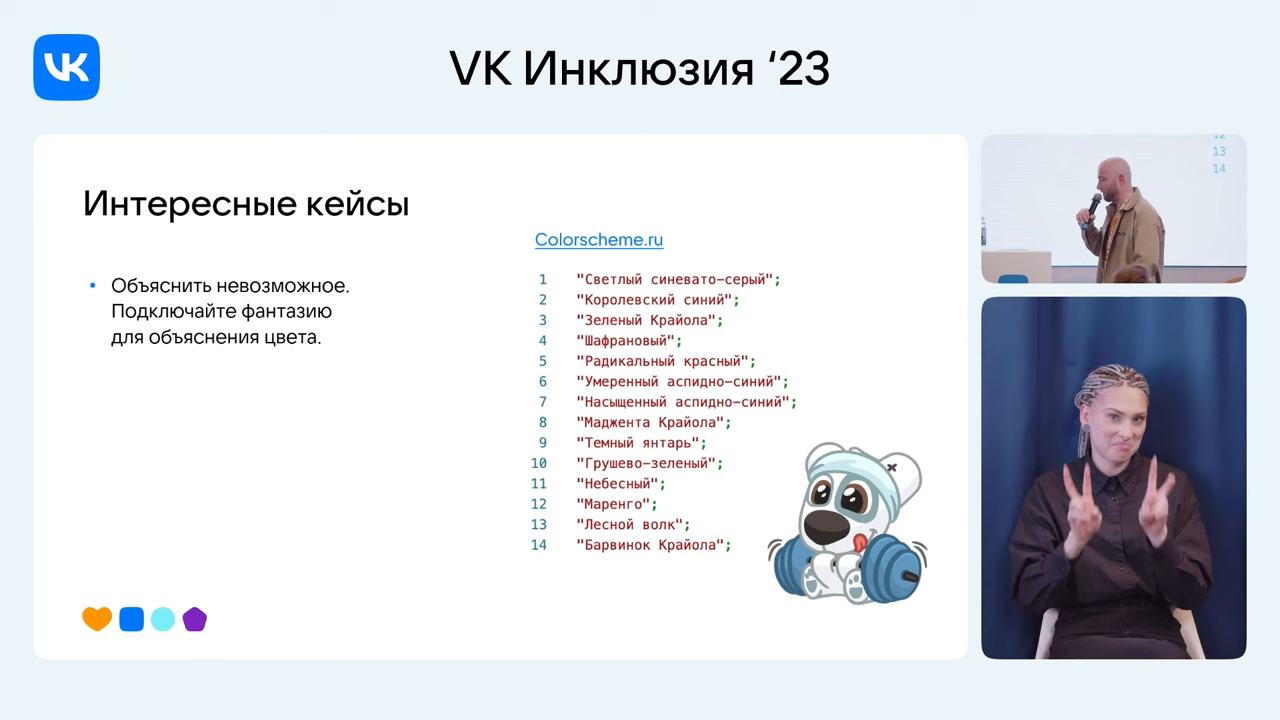 VK Инклюзия ‘23
Интересные кейсы
• Объяснить невозможное.
Подключайте фантазию
для объяснения цвета.
Colorscheme.ru
1 "Светлый синевато-серый";
2 "Королевский синий";
3 "Зеленый Крайола";
4 "Шафрановый";
5 "Радикальный красный";
6 "Умеренный аспидно-синий";
7 "Насыщенный аспидно-синий";
8 "Маджента Крайола";
9 "Темный янтарь";
10 "Грушево-зеленый";
11 "Небесный";
12 "Маренго";
13 "Лесной волк";
14 "Барвинок Крайола";
12
13
14